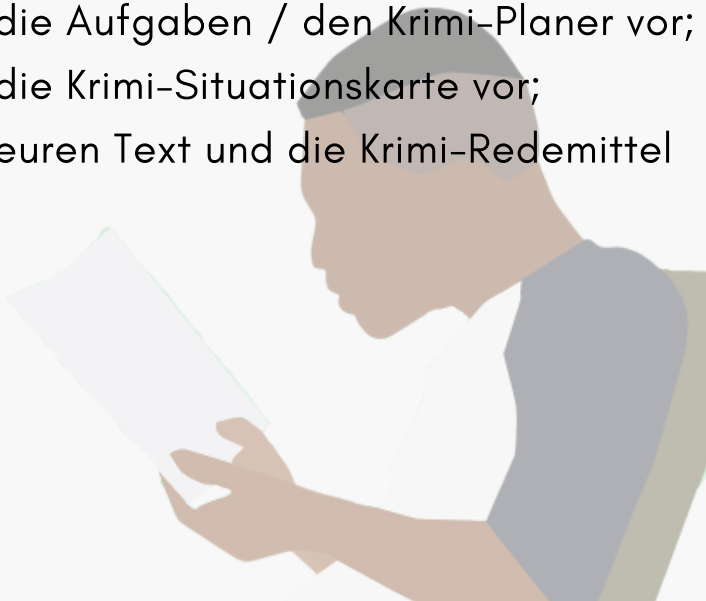 die Aufgaben / den Krimi-Planer vor;
die Krimi-Situationskarte vor;
euren Text und die Krimi-Redemittel